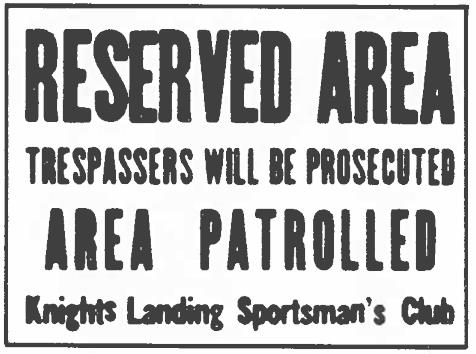 RESERVED AREA
TRESPASSERS WILL BE PROSECUTED
AREA PATROLLED
Knights Landing Sportsman's Club